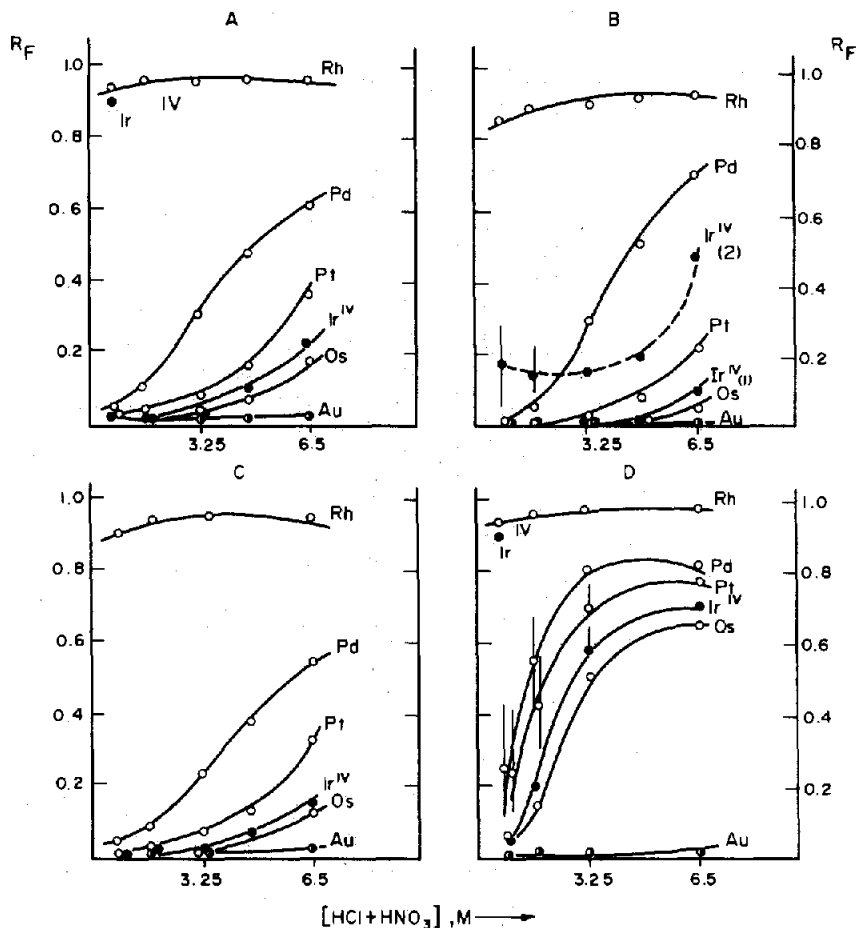 A
B
R_F
R_F
1.0
0.8
0.6
0.4
0.2
Rh
Ir IV
Pd
Pt
Ir^IV
Os
Au
3.25
6.5
Rh
Pd
Ir^IV
(2)
Pt
Ir^IV (1)
Os
Au
1.0
0.8
0.6
0.4
0.2
3.25
6.5
C
D
1.0
0.8
0.6
0.4
0.2
Rh
Pd
Pt
Ir^IV
Os
Au
3.25
6.5
Rh
Ir IV
Pd
Pt
Ir^IV
Os
Au
1.0
0.8
0.6
0.4
0.2
3.25
6.5
[HCl+HNO₃], M →